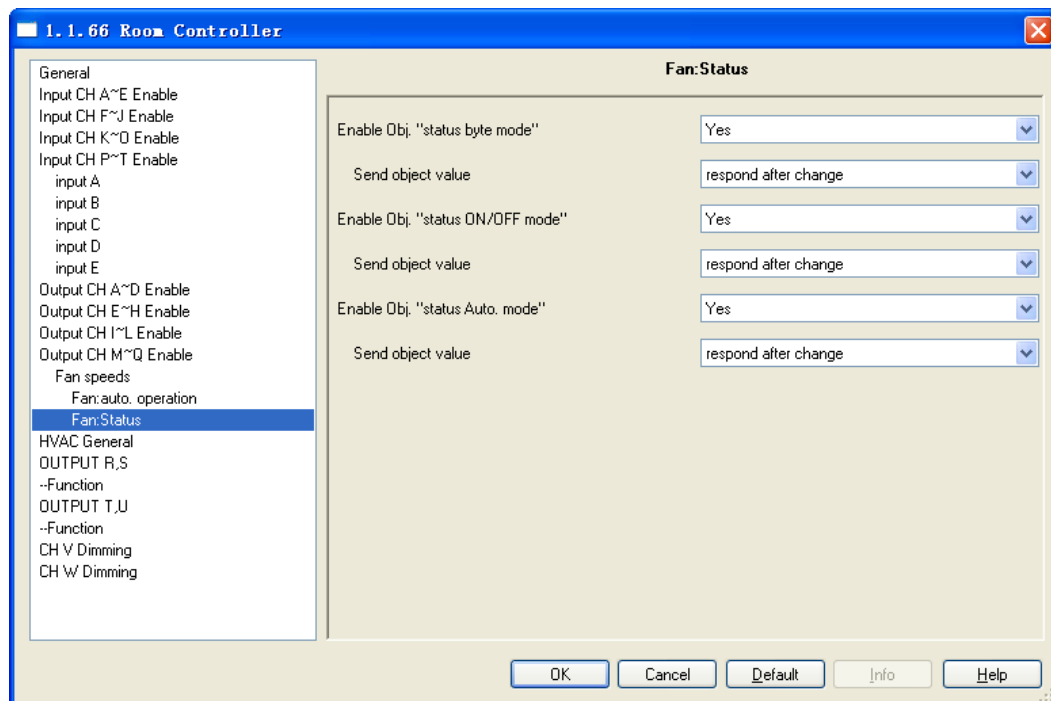 1.1.66 Room Controller
General
Input CH A~E Enable
Input CH F~J Enable
Input CH K~O Enable
Input CH P~T Enable
input A
input B
input C
input D
input E
Output CH A~D Enable
Output CH E~H Enable
Output CH I~L Enable
Output CH M~Q Enable
Fan speeds
Fan:auto. operation
Fan:Status
HVAC General
OUTPUT R,S
--Function
OUTPUT T,U
--Function
CH V Dimming
CH W Dimming
Fan:Status
Enable Obj. "status byte mode" Yes
Send object value respond after change
Enable Obj. "status ON/OFF mode" Yes
Send object value respond after change
Enable Obj. "status Auto. mode" Yes
Send object value respond after change
OK Cancel Default Info Help